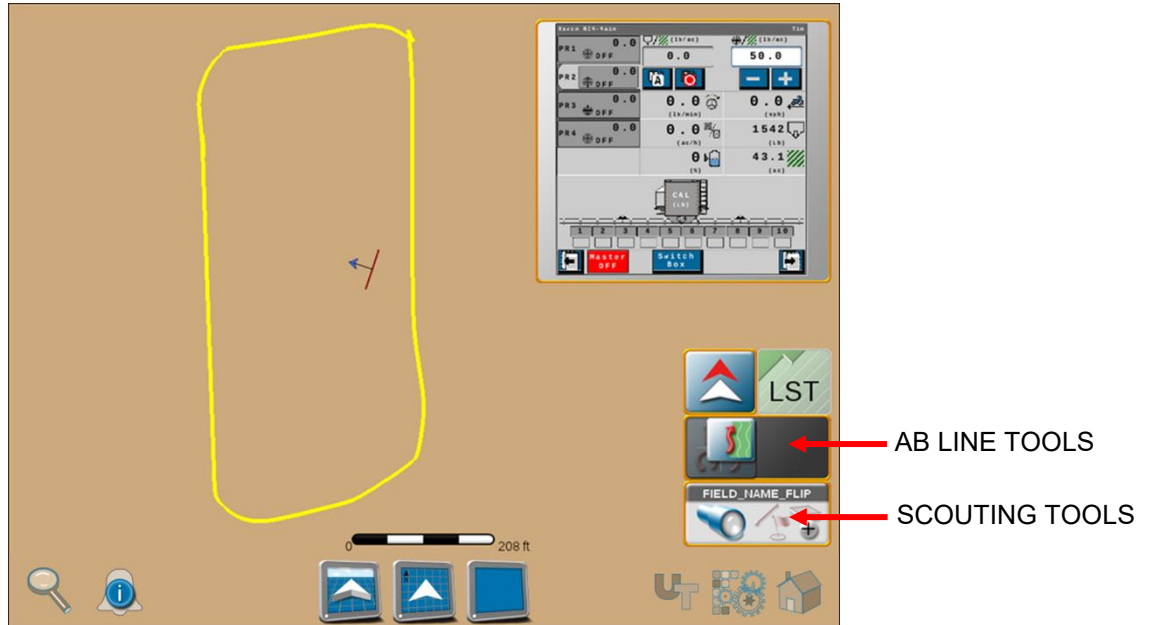 Tim
PR1 0.0 OFF
(lb/ac)
0.0
(lb/ac)
50.0
PR2 0.0 OFF
A
- +
PR3 0.0 OFF
0.0
(lb/min)
0.0
PR4 0.0 OFF
0.0
(ac/h)
1542
(lb)
0
(%)
43.1
(ac)
CAL
(lb)
1 2 3 4 5 6 7 8 9 10
Master
OFF
Switch
Box
LST
AB LINE TOOLS
FIELD_NAME_FLIP
SCOUTING TOOLS
0 208 ft
i
A
UT